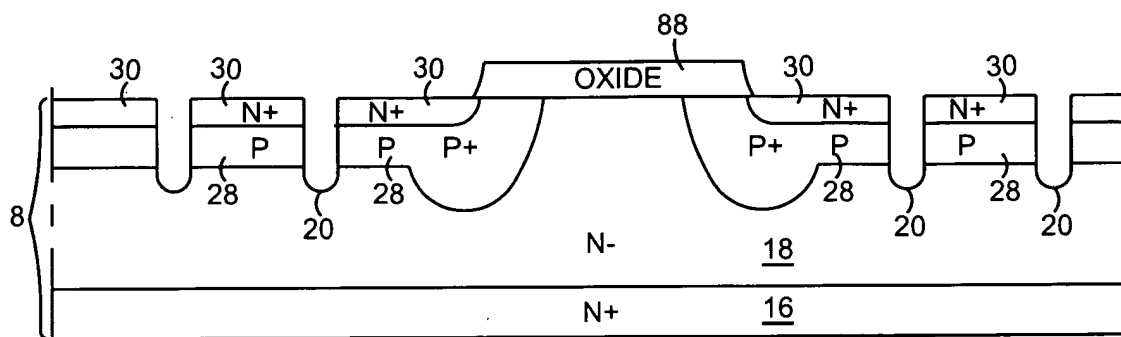 88
30 30 30 OXIDE 30 30
N+ N+ N+ N+
P P P+ P+ P P
28 28 28 28
8 20 20 20
N- 18
N+ 16